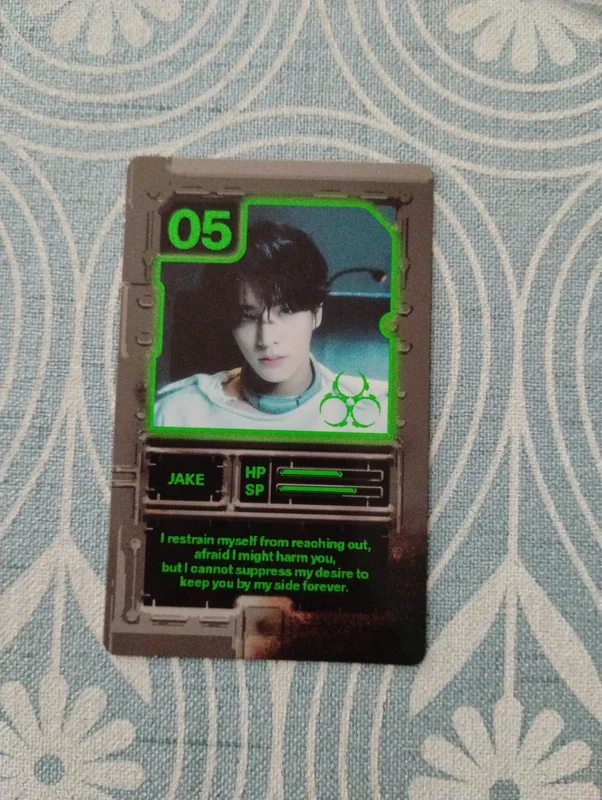 05
JAKE
HP
SP
I restrain myself from reaching out,
afraid I might harm you,
but I cannot suppress my desire to
keep you by my side forever.